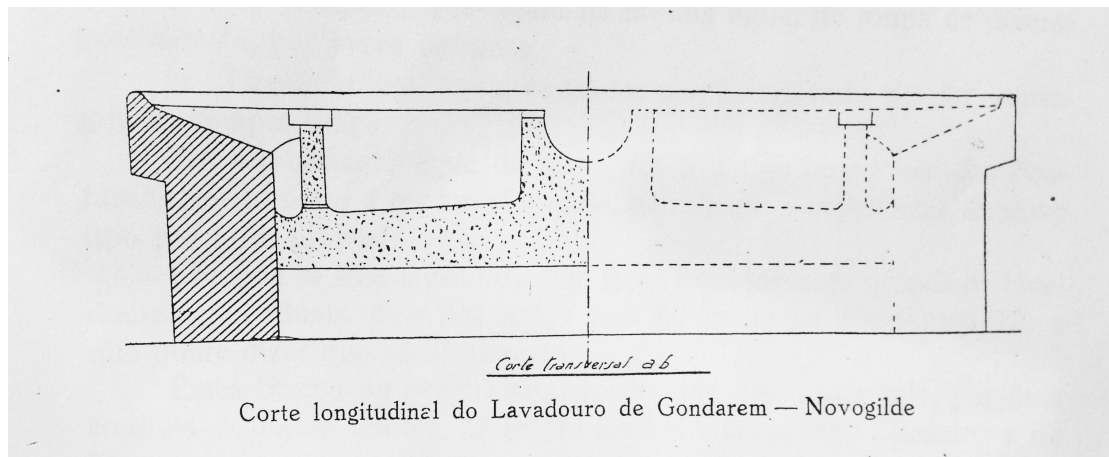 Corte transversal ab
Corte longitudinal do Lavadouro de Gondarem — Novogilde